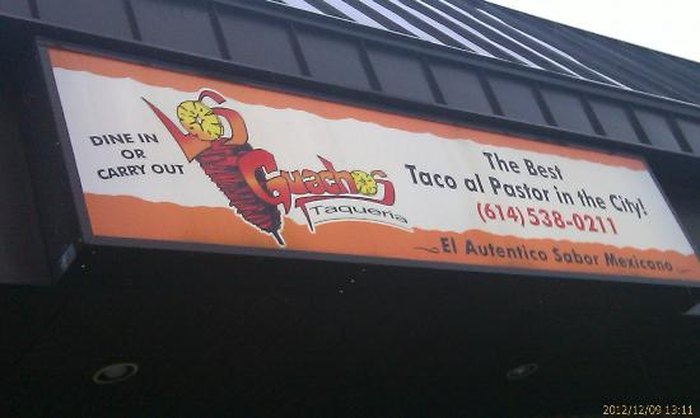 DINE IN
OR
CARRY OUT
LOS
Guachos
Taqueria
The Best
Taco al Pastor in the City!
(614) 538-0211
El Autentico Sabor Mexicano
2012/12/09 13:11